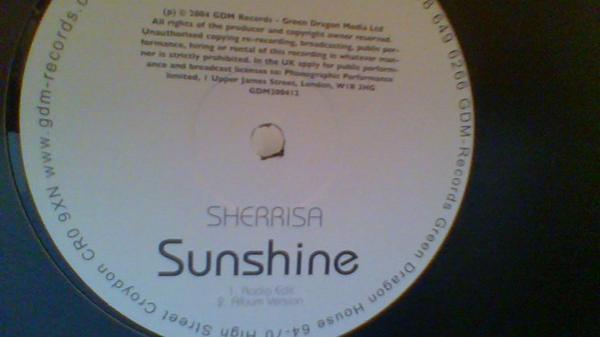 (p) © 2004 GDM Records - Green Dragon Media Ltd
All rights of the producer and copyright owner reserved.
Unauthorised copying re-recording, broadcasting, public per-
formance, hiring or rental of this recording in whatever man-
ner is strictly prohibited. In the UK apply for public perform-
ance and broadcast licenses to: Phonographic Performance
limited, 1 Upper James Street, London, W1B 3HG
GDM200412
SHERRISA
Sunshine
1. Radio Edit
2. Album Version
8 649 6266 GDM-Records Green Dragon House 64-70 High Street Croydon CR0 9XN www.gdm-records.c